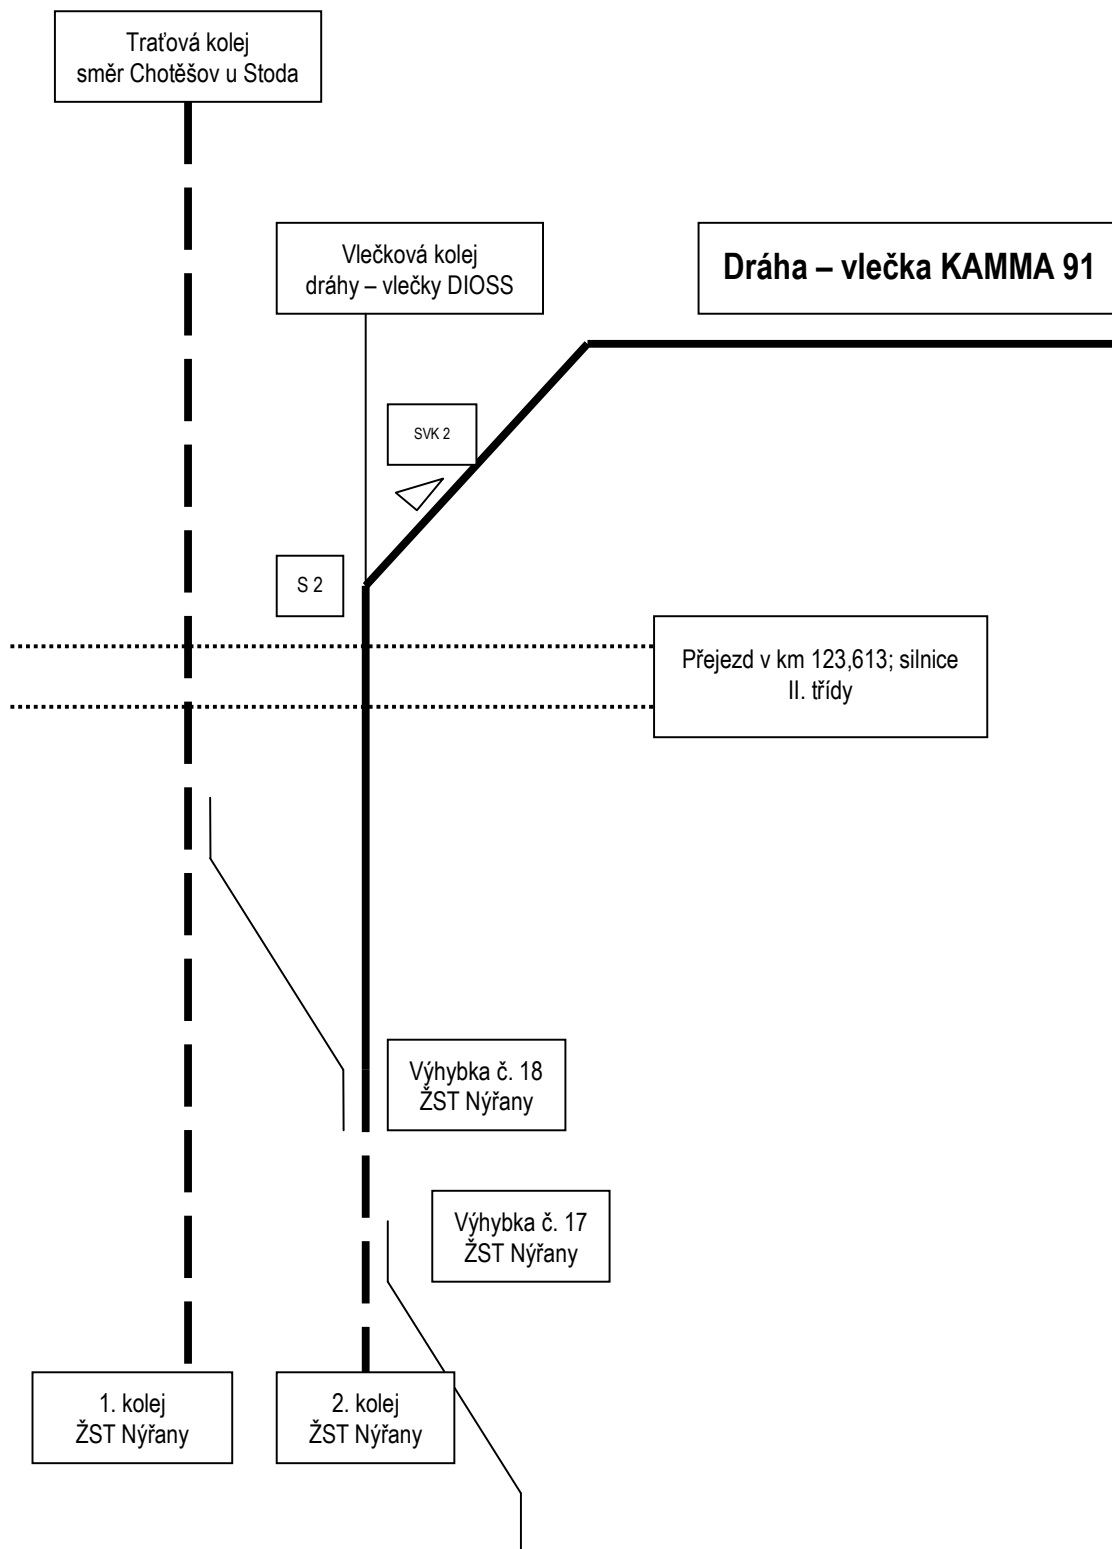 Traťová kolej
směr Chotěšov u Stoda
Vlečková kolej
dráhy – vlečky DIOSS
Dráha – vlečka KAMMA 91
SVK 2
S 2
Přejezd v km 123,613; silnice
II. třídy
Výhybka č. 18
ŽST Nýřany
Výhybka č. 17
ŽST Nýřany
1. kolej
ŽST Nýřany
2. kolej
ŽST Nýřany